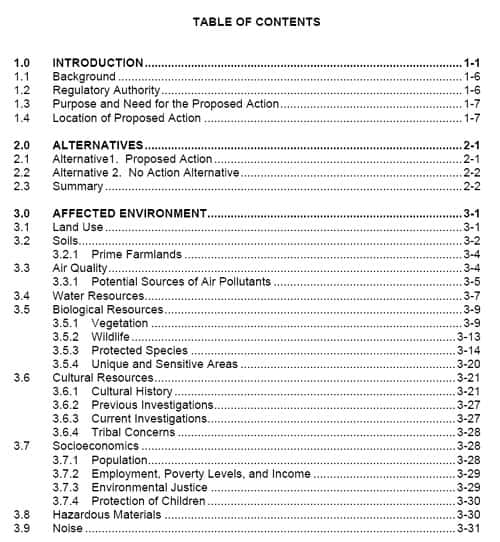 TABLE OF CONTENTS
1.0 INTRODUCTION 1-1
1.1 Background 1-6
1.2 Regulatory Authority 1-6
1.3 Purpose and Need for the Proposed Action 1-7
1.4 Location of Proposed Action 1-7
2.0 ALTERNATIVES 2-1
2.1 Alternative1. Proposed Action 2-1
2.2 Alternative 2. No Action Alternative 2-2
2.3 Summary 2-2
3.0 AFFECTED ENVIRONMENT 3-1
3.1 Land Use 3-1
3.2 Soils 3-2
3.2.1 Prime Farmlands 3-4
3.3 Air Quality 3-4
3.3.1 Potential Sources of Air Pollutants 3-5
3.4 Water Resources 3-7
3.5 Biological Resources 3-9
3.5.1 Vegetation 3-9
3.5.2 Wildlife 3-13
3.5.3 Protected Species 3-14
3.5.4 Unique and Sensitive Areas 3-20
3.6 Cultural Resources 3-21
3.6.1 Cultural History 3-21
3.6.2 Previous Investigations 3-27
3.6.3 Current Investigations 3-27
3.6.4 Tribal Concerns 3-28
3.7 Socioeconomics 3-28
3.7.1 Population 3-28
3.7.2 Employment, Poverty Levels, and Income 3-29
3.7.3 Environmental Justice 3-29
3.7.4 Protection of Children 3-30
3.8 Hazardous Materials 3-30
3.9 Noise 3-31